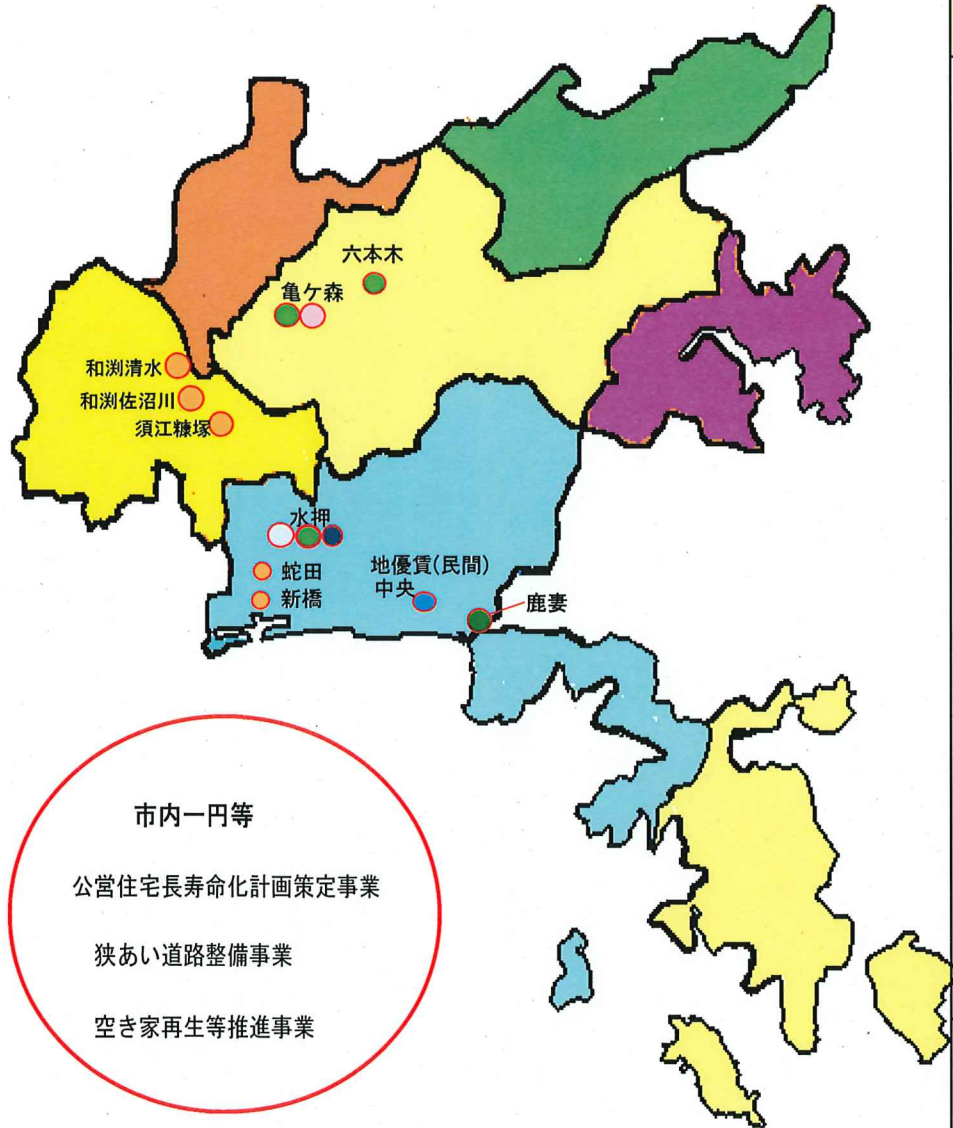 六本木
亀ケ森
和渕清水
和渕佐沼川
須江糠塚
水押
蛇田
新橋
地優賃(民間)
中央
鹿妻
市内一円等
公営住宅長寿命化計画策定事業
狭あい道路整備事業
空き家再生等推進事業